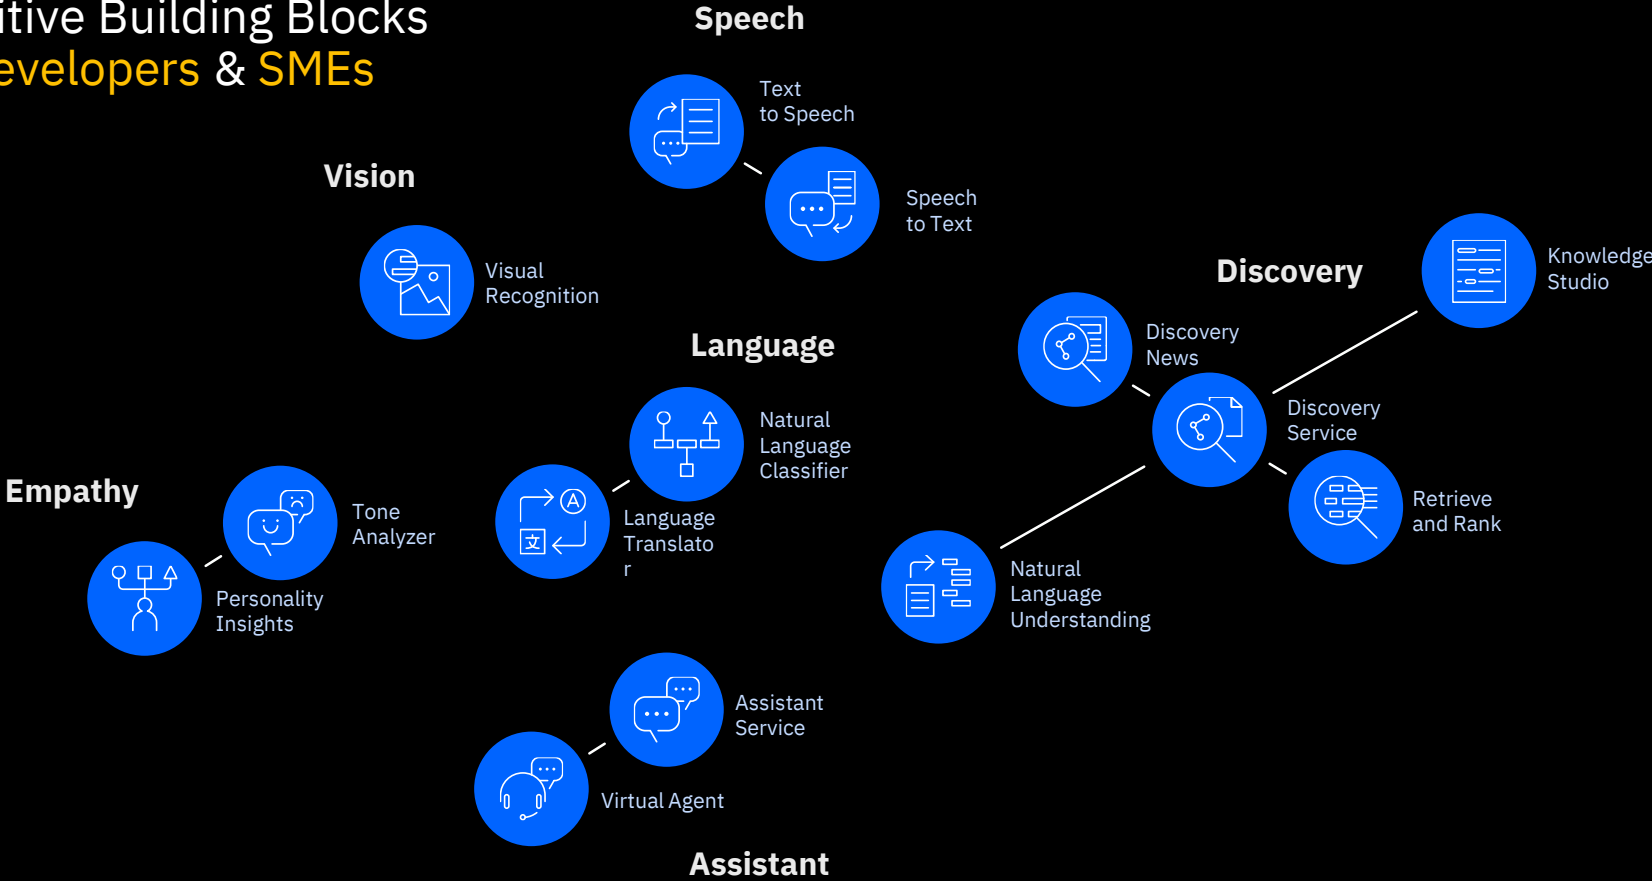 itive Building Blocks
evelopers & SMEs
Speech
Text
to Speech
Speech
to Text
Vision
Visual
Recognition
Language
Natural
Language
Classifier
Language
Translato
r
Discovery
Knowledge
Studio
Discovery
News
Discovery
Service
Retrieve
and Rank
Natural
Language
Understanding
Empathy
Tone
Analyzer
Personality
Insights
A
文
Assistant
Service
Virtual Agent
Assistant